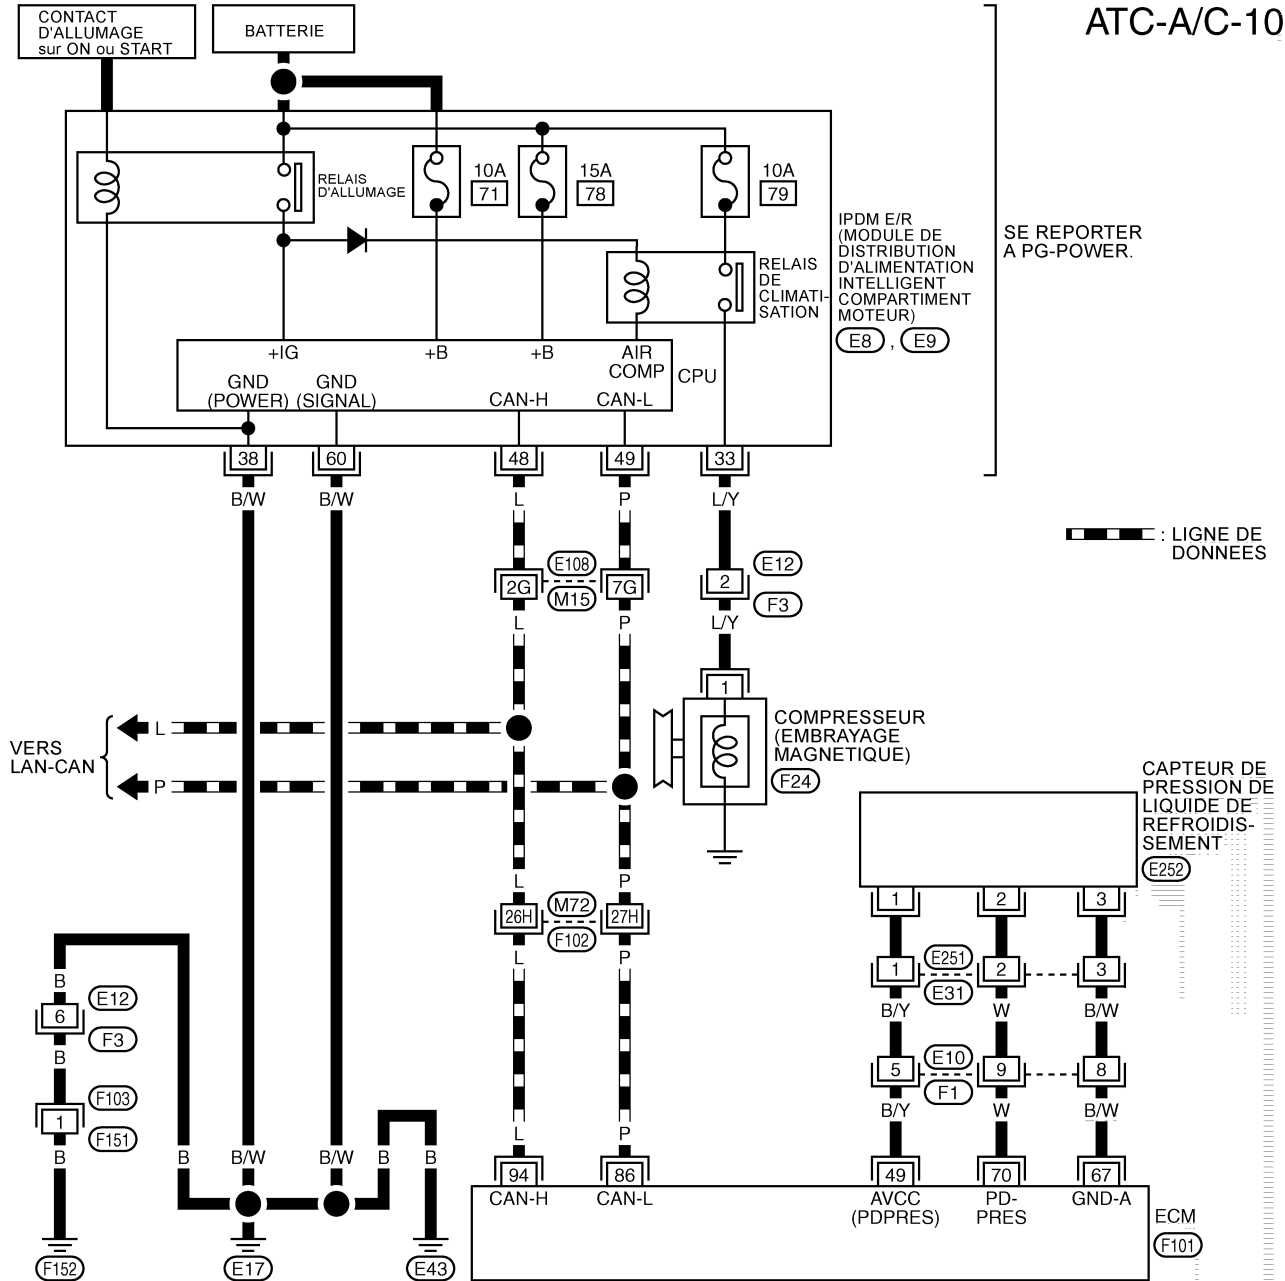 ATC-A/C-10
CONTACT
D'ALLUMAGE
sur ON ou START
BATTERIE
RELAIS
D'ALLUMAGE
10A
71
15A
78
10A
79
IPDM E/R
(MODULE DE
DISTRIBUTION
D'ALIMENTATION
INTELLIGENT
COMPARTIMENT
MOTEUR)
E8 , E9
SE REPORTER
A PG-POWER.
RELAIS
DE
CLIMATI-
SATION
+IG
+B
+B
AIR
COMP
CPU
GND
(POWER)
GND
(SIGNAL)
CAN-H
CAN-L
38
60
48
49
33
B/W
B/W
L
P
L/Y
: LIGNE DE
DONNEES
2G
E108
M15
7G
2
E12
F3
L
P
L/Y
1
COMPRESSEUR
(EMBRAYAGE
MAGNETIQUE)
F24
VERS
LAN-CAN
L
P
CAPTEUR DE
PRESSION DE
LIQUIDE DE
REFROIDIS-
SEMENT
E252
L
P
26H
M72
F102
27H
L
P
1
2
3
1
E251
E31
2
3
B/Y
W
B/W
5
E10
F1
9
8
B/Y
W
B/W
B
6
E12
F3
B
1
F103
F151
B
B
B/W
B/W
B
B
L
P
94
86
49
70
67
CAN-H
CAN-L
AVCC
(PDPRES)
PD-
PRES
GND-A
ECM
F101
F152
E17
E43